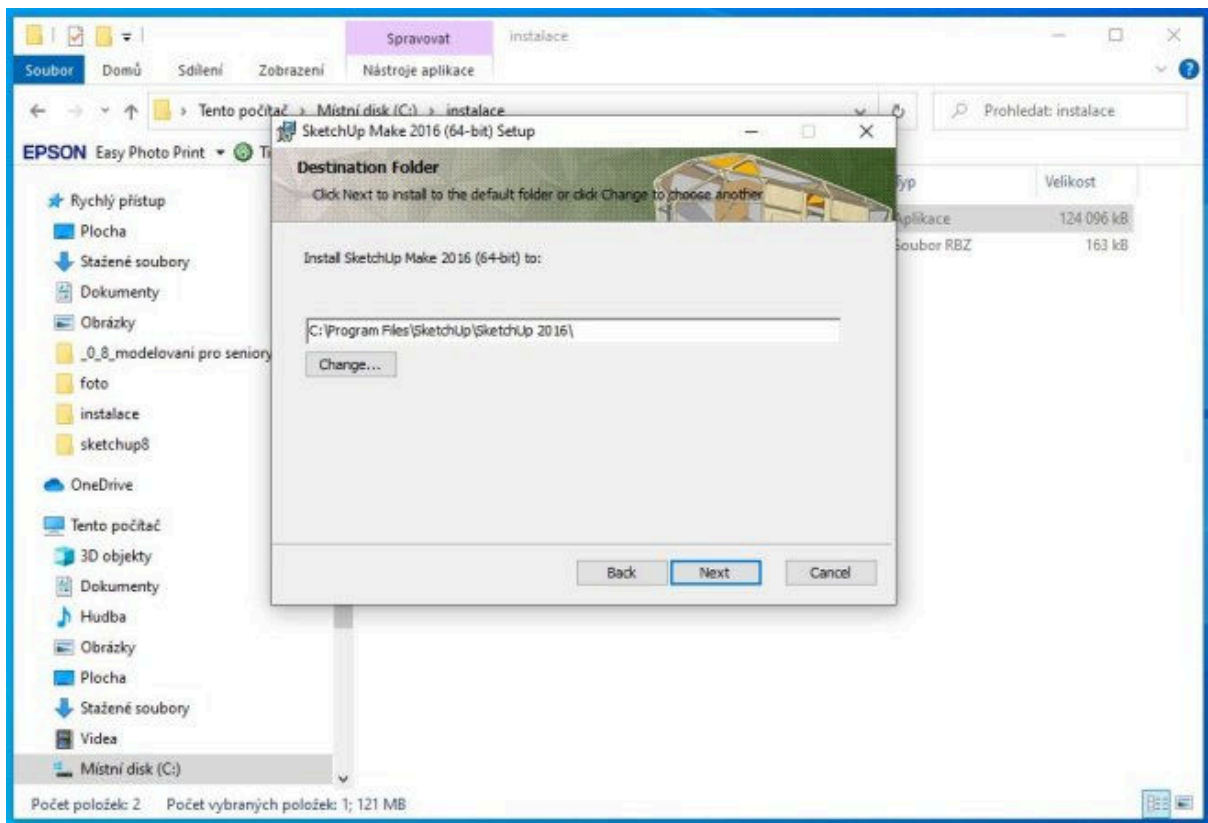 Spravovat
instalace
Soubor
Domů
Sdílení
Zobrazení
Nástroje aplikace
Tento počítač › Místní disk (C:) › instalace
Prohledat: instalace
EPSON Easy Photo Print
Typ
Velikost
Aplikace
124 096 kB
Soubor RBZ
163 kB
Rychlý přístup
Plocha
Stažené soubory
Dokumenty
Obrázky
_0_8_modelovani pro seniory
foto
instalace
sketchup8
OneDrive
Tento počítač
3D objekty
Dokumenty
Hudba
Obrázky
Plocha
Stažené soubory
Videa
Místní disk (C:)
SketchUp Make 2016 (64-bit) Setup
Destination Folder
Click Next to install to the default folder or click Change to choose another
Install SketchUp Make 2016 (64-bit) to:
C:\Program Files\SketchUp\SketchUp 2016\
Change...
Back
Next
Cancel
Počet položek: 2
Počet vybraných položek: 1; 121 MB